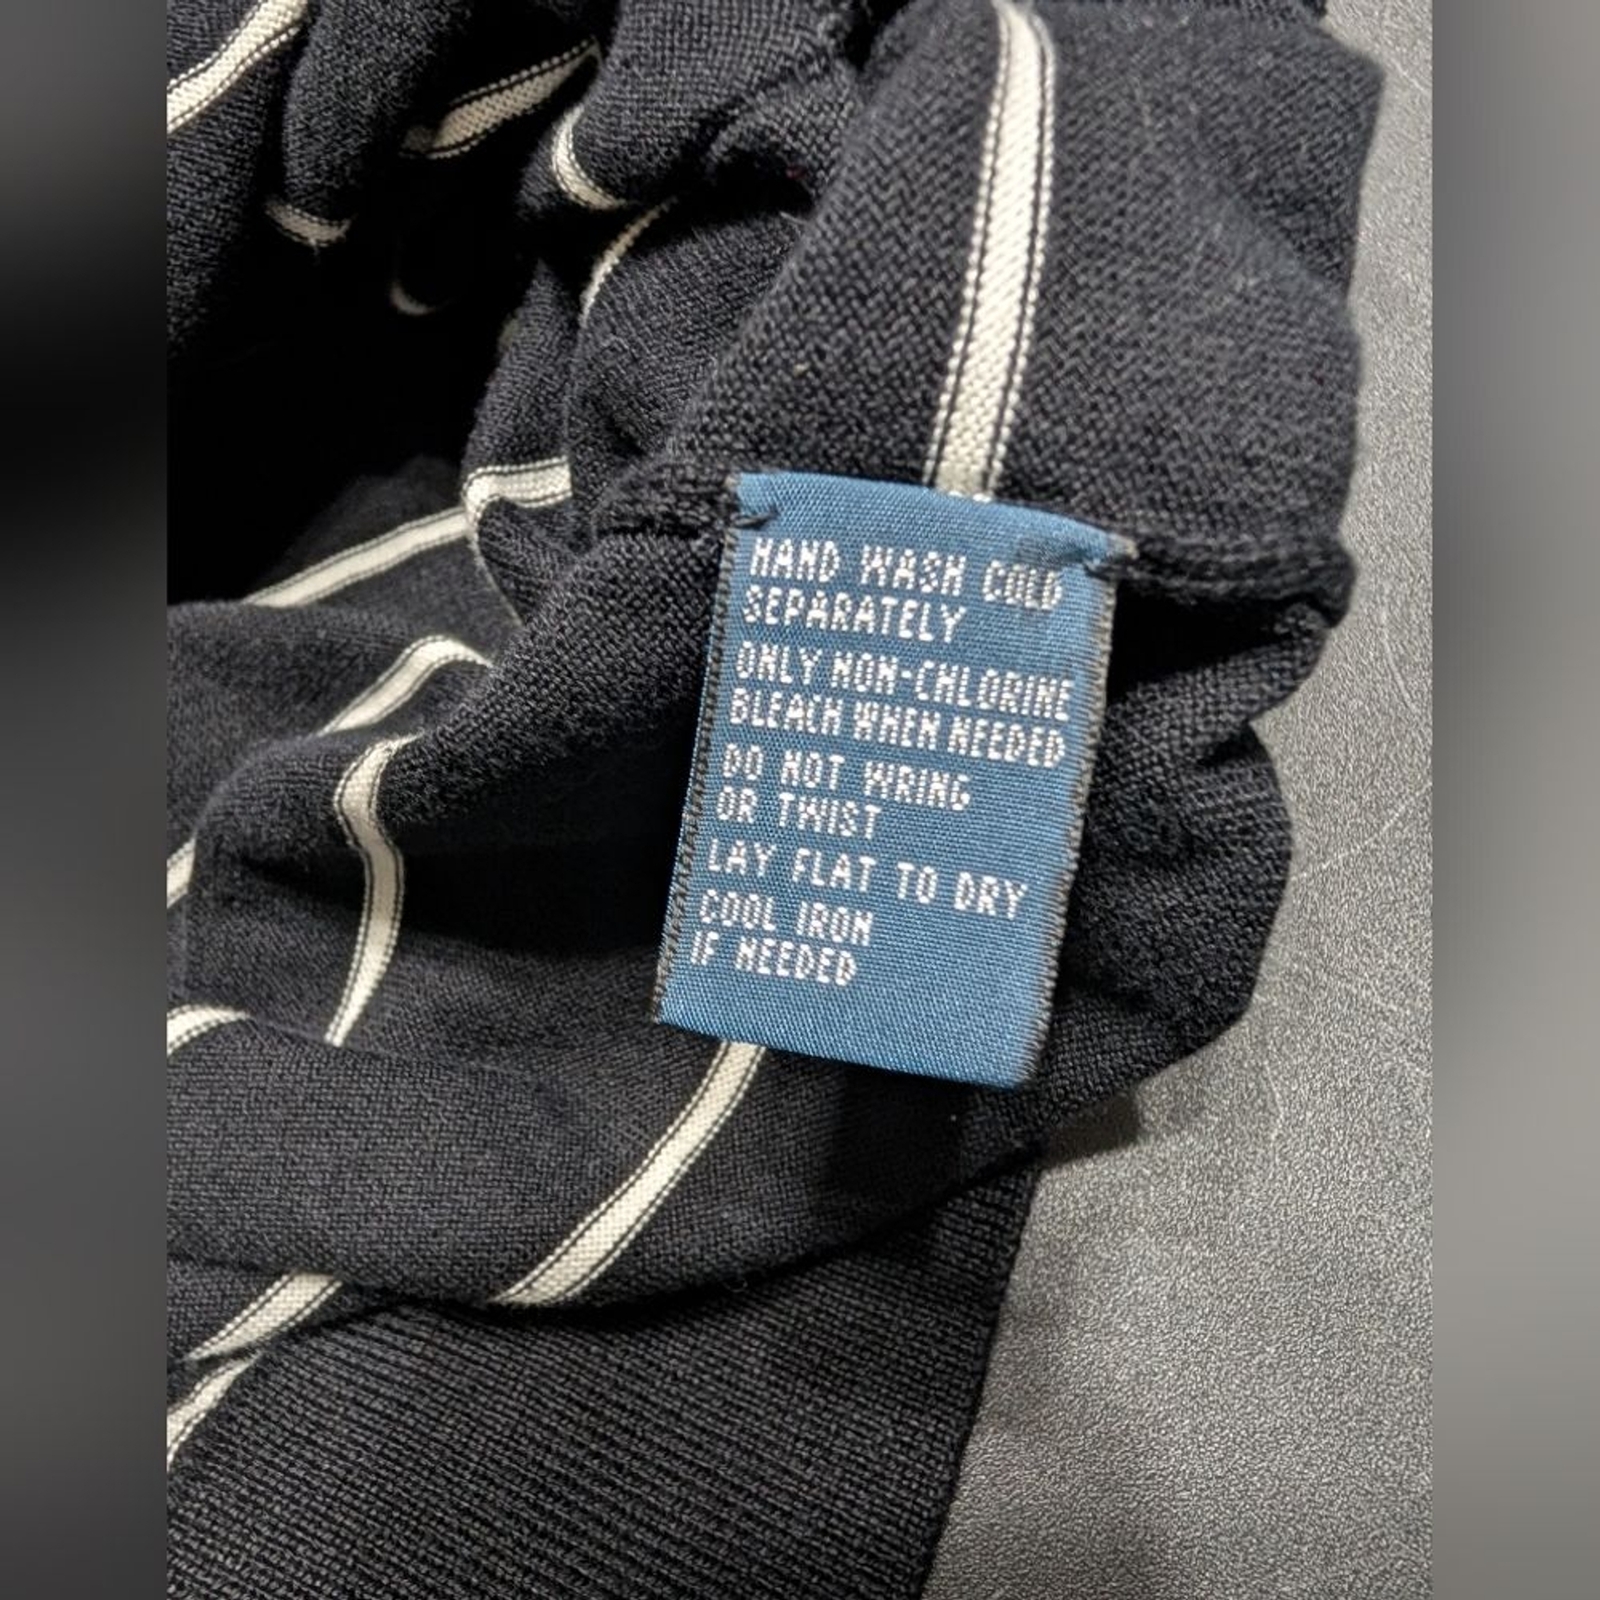 HAND WASH COLD
SEPARATELY
ONLY NON-CHLORINE
BLEACH WHEN NEEDED
DO NOT WRING
OR TWIST
LAY FLAT TO DRY
COOL IRON
IF NEEDED